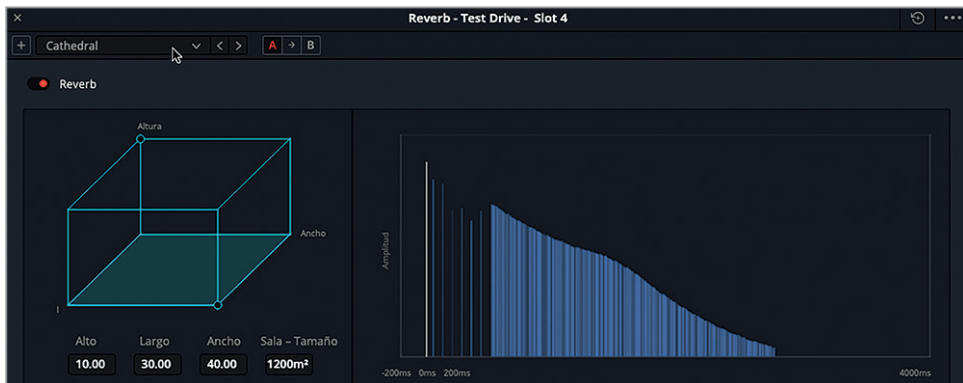 Reverb - Test Drive - Slot 4
Cathedral
A
B
Reverb
Altura
Ancho
l
Alto
Largo
Ancho
Sala – Tamaño
10.00
30.00
40.00
1200m²
Amplitud
-200ms
0ms
200ms
4000ms